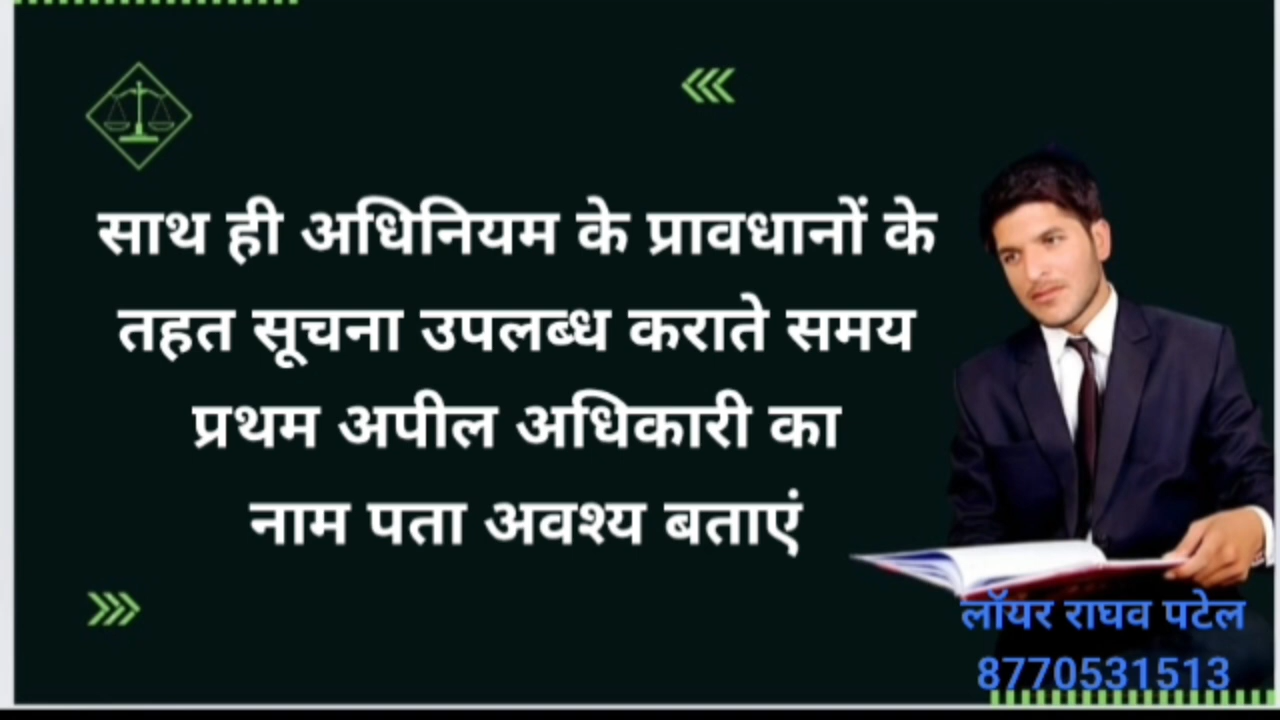 साथ ही अधिनियम के प्रावधानों के
तहत सूचना उपलब्ध कराते समय
प्रथम अपील अधिकारी का
नाम पता अवश्य बताएं
लॉयर राघव पटेल
8770531513